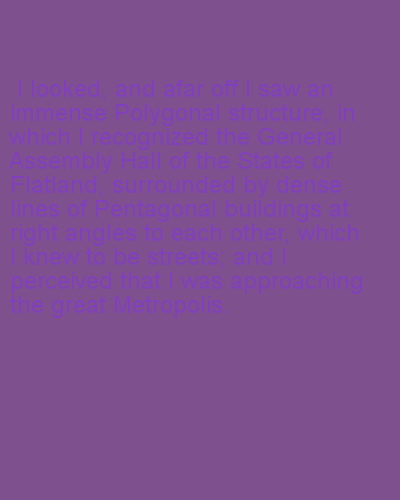 I looked, and afar off I saw an
immense Polygonal structure, in
which I recognized the General
Assembly Hall of the States of
Flatland, surrounded by dense
lines of Pentagonal buildings at
right angles to each other, which
I knew to be streets; and I
perceived that I was approaching
the great Metropolis.